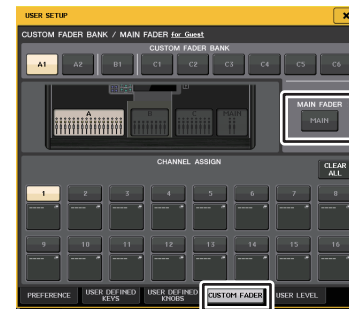 USER SETUP
CUSTOM FADER BANK / MAIN FADER for Guest
CUSTOM FADER BANK
A1 A2 B1 C1 C2 C3 C4 C5 C6
A B C MAIN
MAIN FADER
MAIN
CHANNEL ASSIGN
CLEAR ALL
1 2 3 4 5 6 7 8
---- ---- ---- ---- ---- ---- ---- ----
9 10 11 12 13 14 15 16
---- ---- ---- ---- ---- ---- ---- ----
PREFERENCE USER DEFINED KEYS USER DEFINED KNOBS CUSTOM FADER USER LEVEL